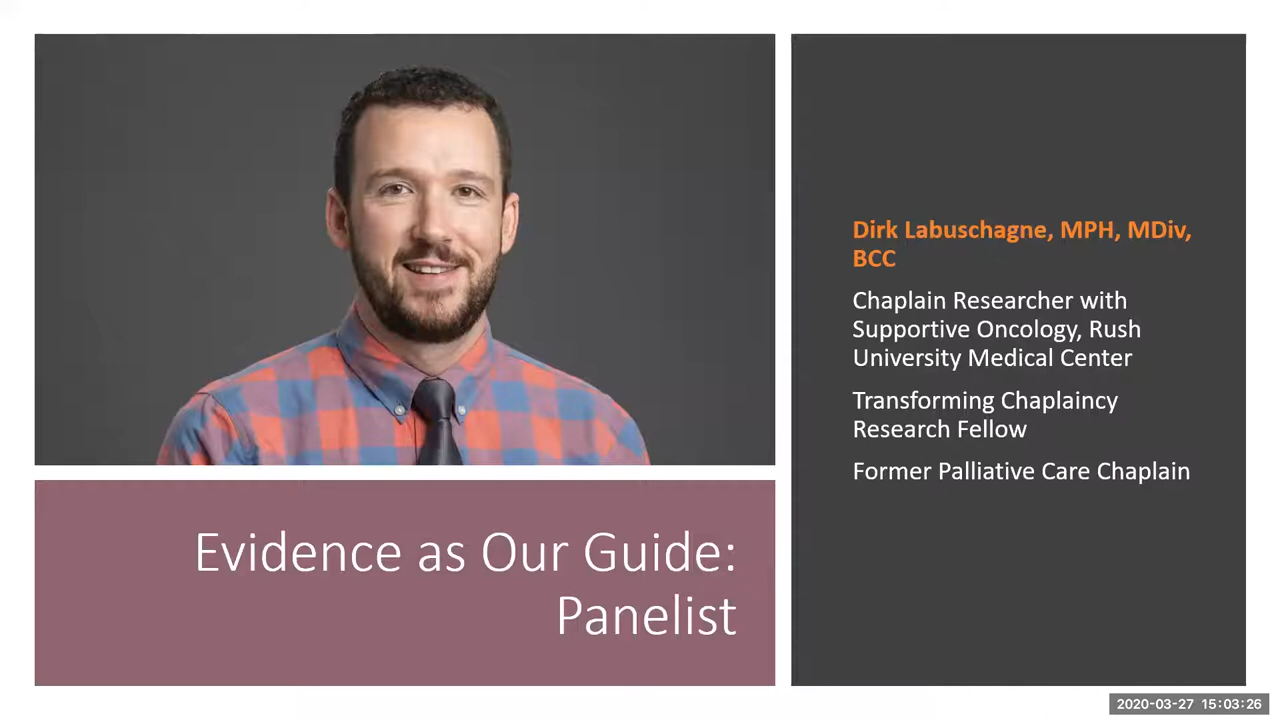 Dirk Labuschagne, MPH, MDiv,
BCC
Chaplain Researcher with
Supportive Oncology, Rush
University Medical Center
Transforming Chaplaincy
Research Fellow
Former Palliative Care Chaplain
Evidence as Our Guide:
Panelist
2020-03-27 15:03:26